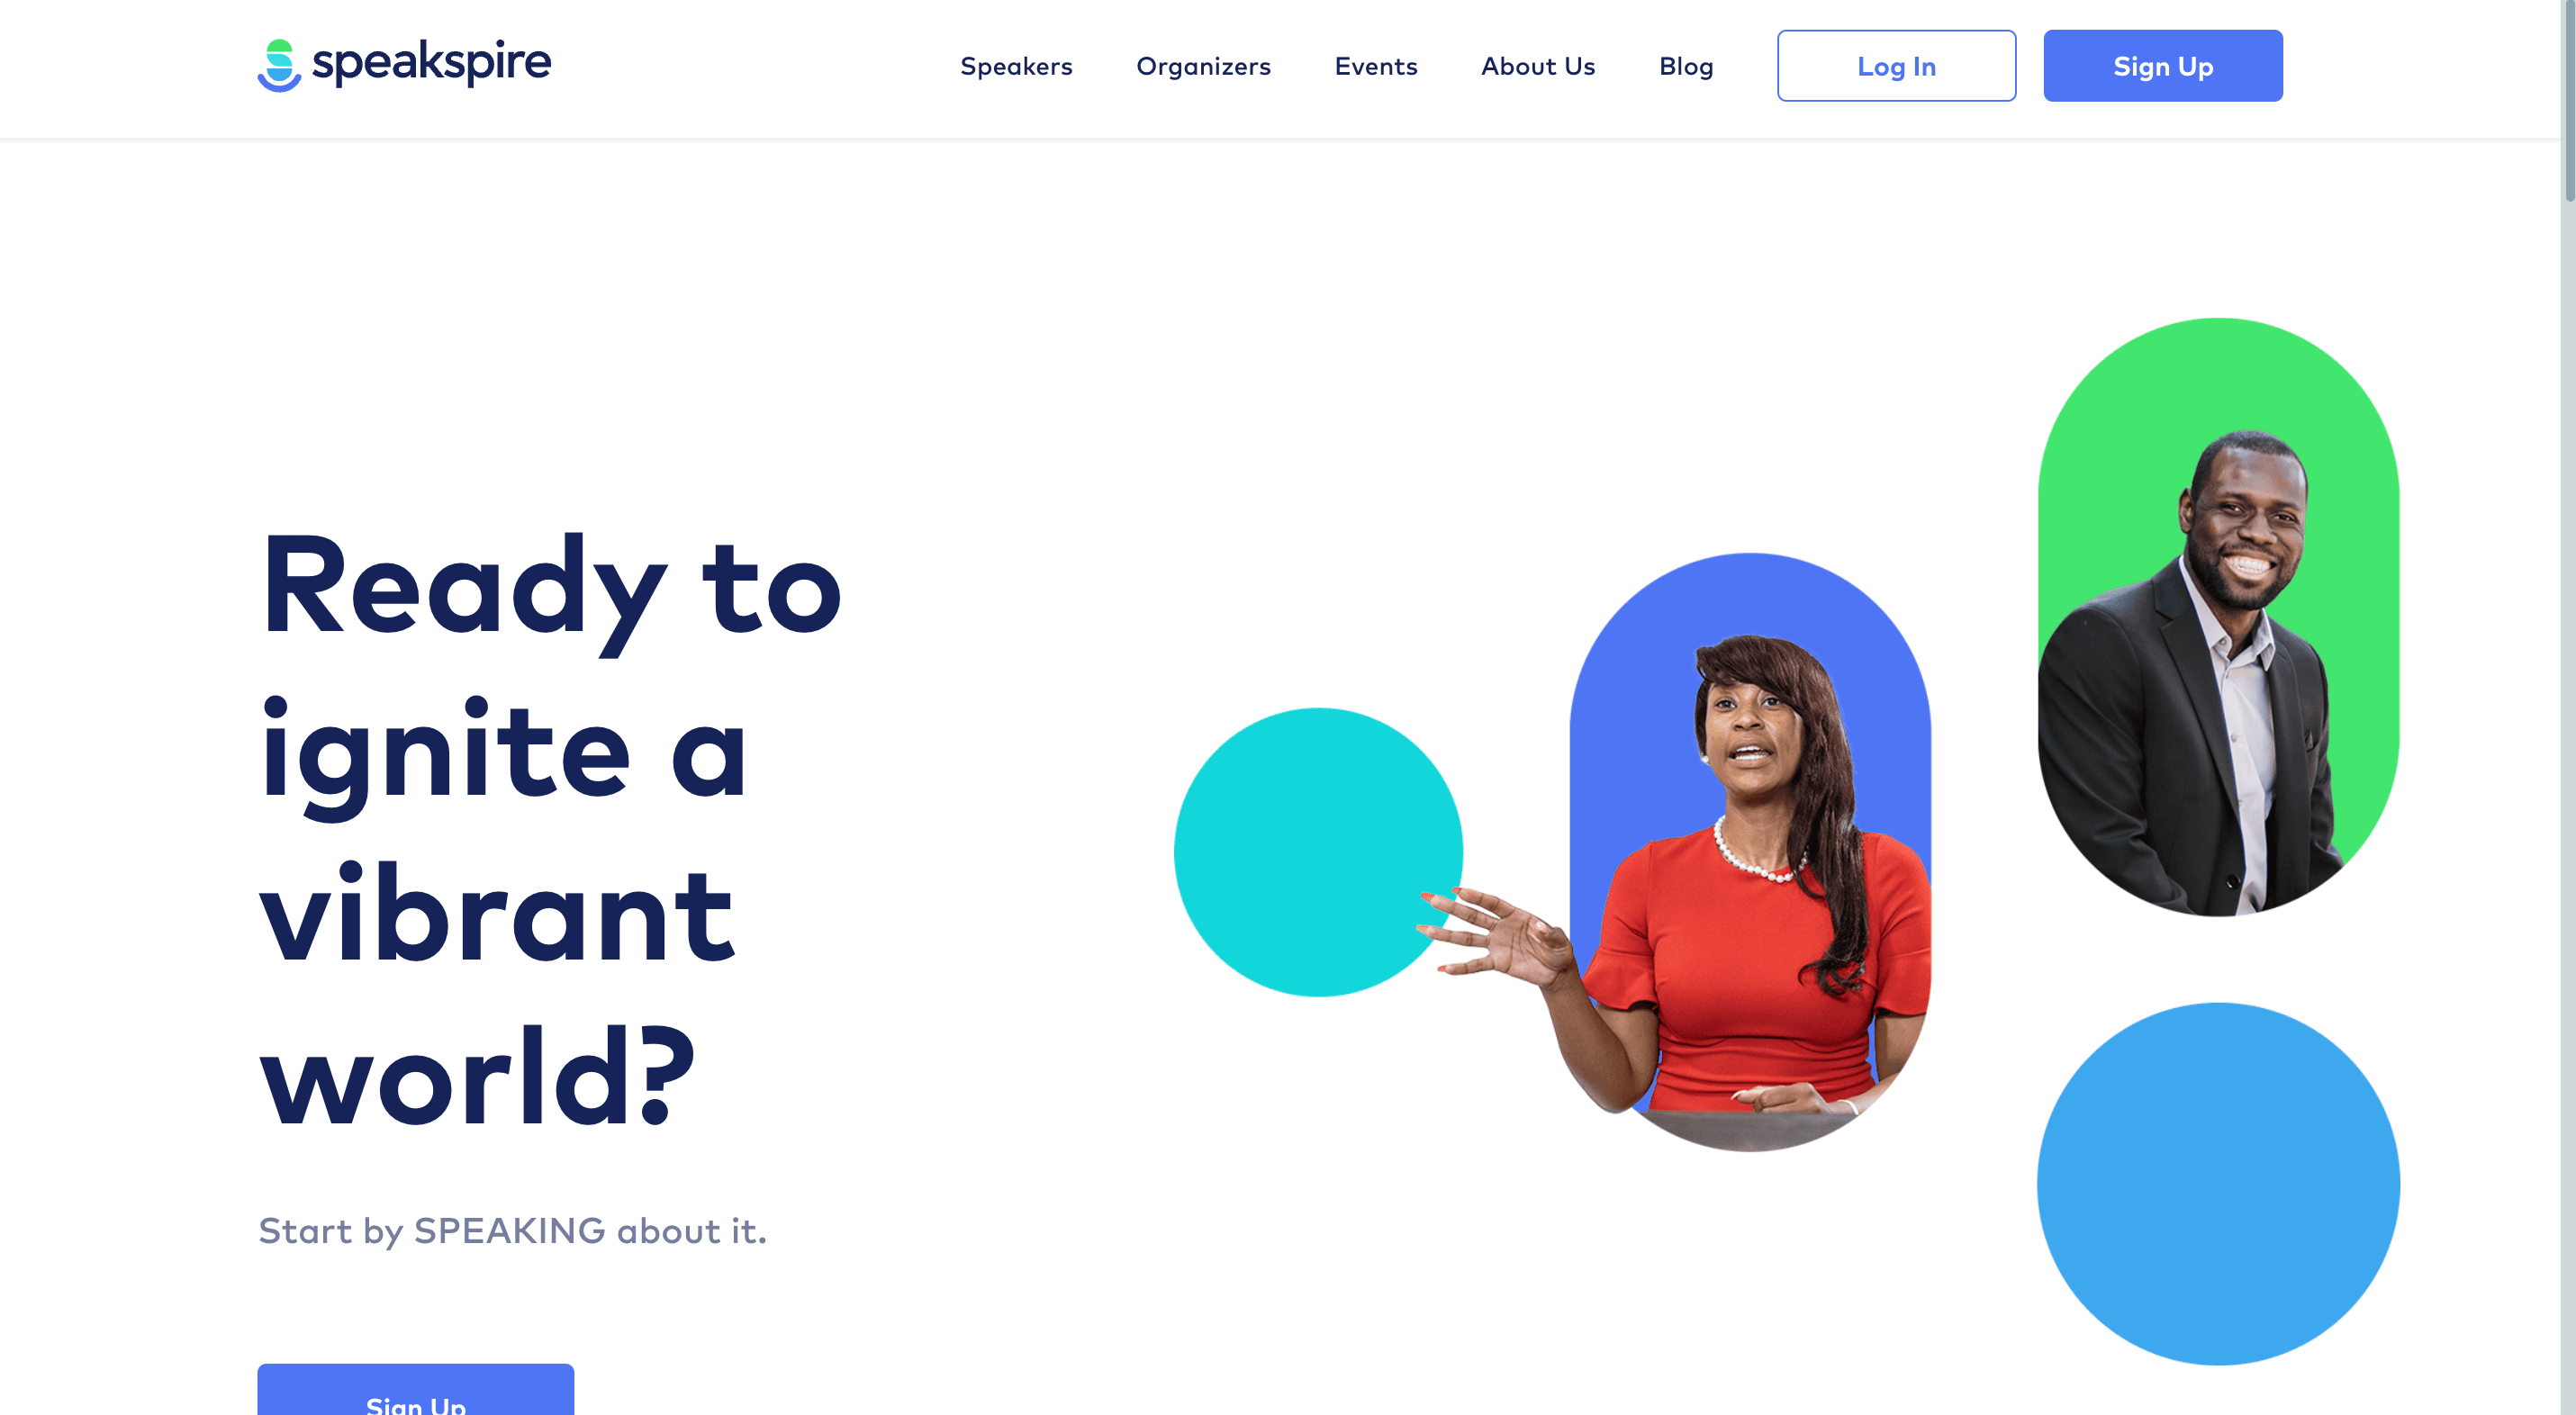 speakspire
Speakers Organizers Events About Us Blog Log In Sign Up
Ready to
ignite a
vibrant
world?
Start by SPEAKING about it.
Sign Up